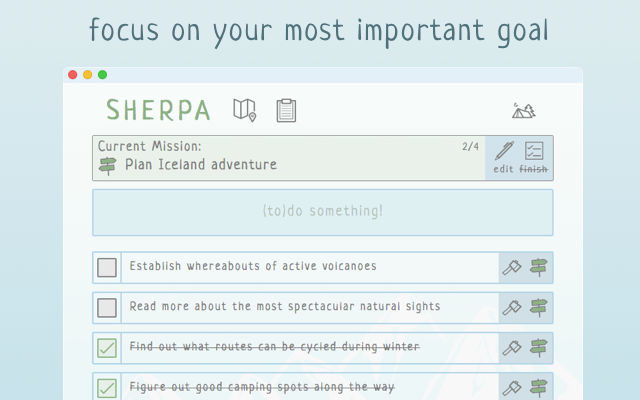 focus on your most important goal
SHERPA
Current Mission:
2/4
Plan Iceland adventure
edit finish
(to)do something!
Establish whereabouts of active volcanoes
Read more about the most spectacular natural sights
Find out what routes can be cycled during winter
Figure out good camping spots along the way